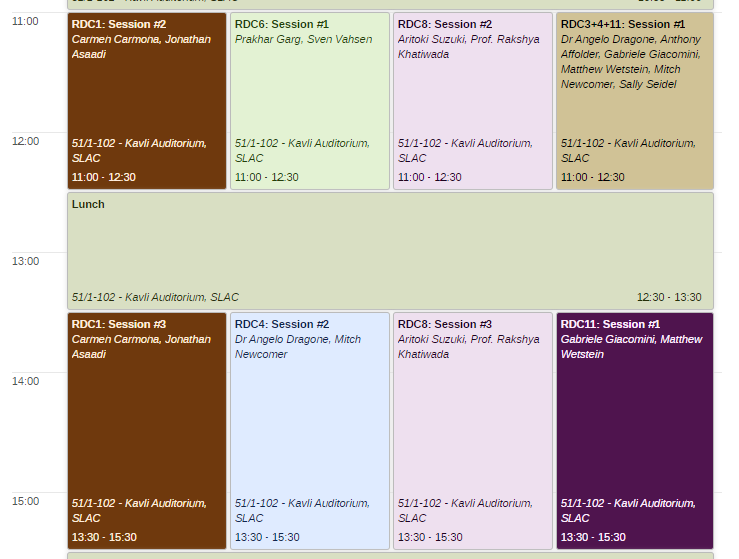 11:00
RDC1: Session #2
Carmen Carmona, Jonathan
Asaadi
51/1-102 - Kavli Auditorium,
SLAC
11:00 - 12:30
RDC6: Session #1
Prakhar Garg, Sven Vahsen
51/1-102 - Kavli Auditorium,
SLAC
11:00 - 12:30
RDC8: Session #2
Aritoki Suzuki, Prof. Rakshya
Khatiwada
51/1-102 - Kavli Auditorium,
SLAC
11:00 - 12:30
RDC3+4+11: Session #1
Dr Angelo Dragone, Anthony
Affolder, Gabriele Giacomini,
Matthew Wetstein, Mitch
Newcomer, Sally Seidel
51/1-102 - Kavli Auditorium,
SLAC
11:00 - 12:30
12:00
Lunch
51/1-102 - Kavli Auditorium, SLAC
12:30 - 13:30
13:00
RDC1: Session #3
Carmen Carmona, Jonathan
Asaadi
51/1-102 - Kavli Auditorium,
SLAC
13:30 - 15:30
RDC4: Session #2
Dr Angelo Dragone, Mitch
Newcomer
51/1-102 - Kavli Auditorium,
SLAC
13:30 - 15:30
RDC8: Session #3
Aritoki Suzuki, Prof. Rakshya
Khatiwada
51/1-102 - Kavli Auditorium,
SLAC
13:30 - 15:30
RDC11: Session #1
Gabriele Giacomini, Matthew
Wetstein
51/1-102 - Kavli Auditorium,
SLAC
13:30 - 15:30
14:00
15:00